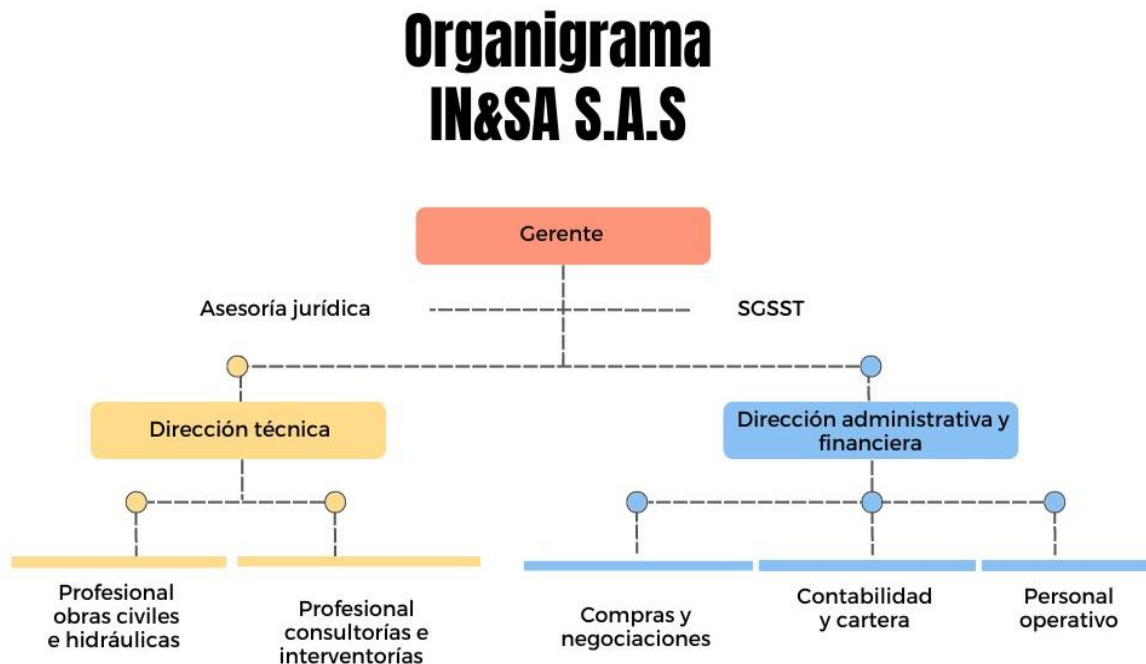 Organigrama
IN&SA S.A.S
Gerente
Asesoría jurídica
SGSST
Dirección técnica
Dirección administrativa y
financiera
Profesional
obras civiles
e hidráulicas
Profesional
consultorías e
interventorías
Compras y
negociaciones
Contabilidad
y cartera
Personal
operativo